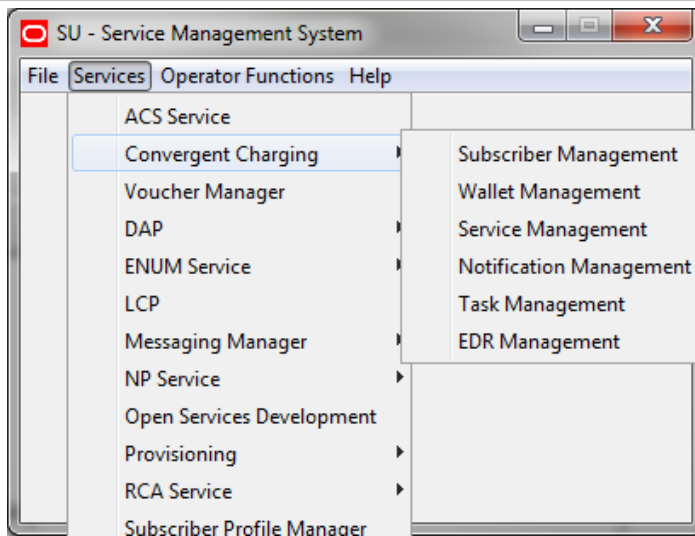 SU - Service Management System
File Services Operator Functions Help
ACS Service
Convergent Charging
Voucher Manager
DAP
ENUM Service
LCP
Messaging Manager
NP Service
Open Services Development
Provisioning
RCA Service
Subscriber Profile Manager
Subscriber Management
Wallet Management
Service Management
Notification Management
Task Management
EDR Management